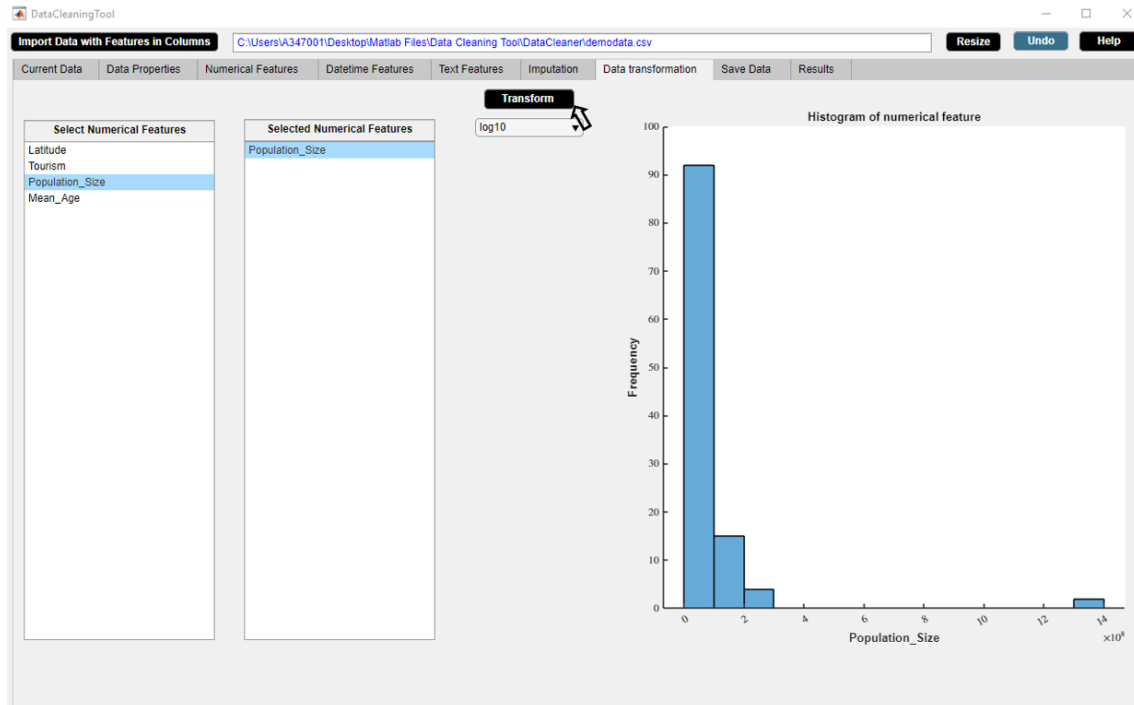 DataCleaningTool
Import Data with Features in Columns
C:\Users\A347001\Desktop\Matlab Files\Data Cleaning Tool\DataCleaner\demodata.csv
Resize
Undo
Help
Current Data
Data Properties
Numerical Features
Datetime Features
Text Features
Imputation
Data transformation
Save Data
Results
Transform
log10
Select Numerical Features
Latitude
Tourism
Population_Size
Mean_Age
Selected Numerical Features
Population_Size
Histogram of numerical feature
100
90
80
70
60
50
40
30
20
10
0
Frequency
0 2 4 6 8 10 12 14
×10⁸
Population_Size